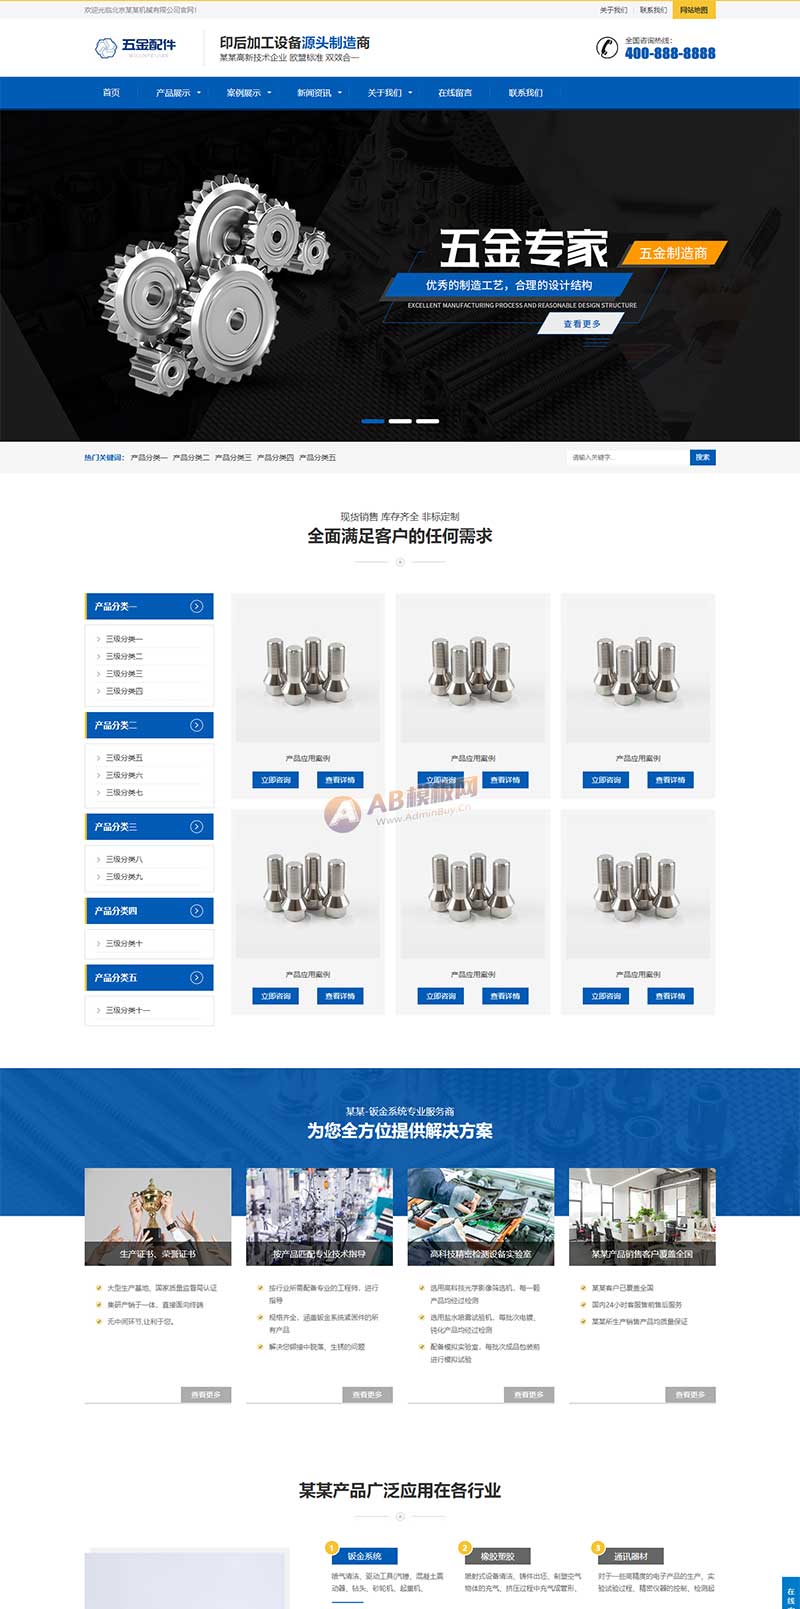 欢迎光临北京某某机械有限公司官网!
关于我们 联系我们 网站地图
五金配件
印后加工设备源头制造商
某某高新技术企业 欧盟标准 双效合一
全国咨询热线:
400-888-8888
首页 产品展示 案例展示 新闻资讯 关于我们 在线留言 联系我们
五金专家
五金制造商
优秀的制造工艺，合理的设计结构
EXCELLENT MANUFACTURING PROCESS AND REASONABLE DESIGN STRUCTURE
查看更多
热门关键词: 产品分类一 产品分类二 产品分类三 产品分类四 产品分类五
请输入关键字... 搜索
现货销售 库存齐全 非标定制
全面满足客户的任何需求
产品分类一
三级分类一
三级分类二
三级分类三
三级分类四
产品分类二
三级分类五
三级分类六
三级分类七
产品分类三
三级分类八
三级分类九
产品分类四
三级分类十
产品分类五
三级分类十一
产品应用案例 产品应用案例 产品应用案例
立即咨询 查看详情 立即咨询 查看详情 立即咨询 查看详情
AB模板网
Www.AdminBuy.Cn
产品应用案例 产品应用案例 产品应用案例
立即咨询 查看详情 立即咨询 查看详情 立即咨询 查看详情
某某-钣金系统专业服务商
为您全方位提供解决方案
生产证书、荣誉证书
大型生产基地、国家质量监督局认证
集研产销于一体、直接面向终端
无中间环节,让利于您。
查看更多
按产品匹配专业技术指导
按行业所需配备专业的工程师，进行
指导
规格齐全，涵盖钣金系统紧固件的所
有产品
解决您铆接中脱落、生锈的问题
查看更多
高科技精密检测设备实验室
选用高科技光学影像筛选机，每一颗
产品均经过检测
选用盐水喷雾试验机，每批次电镀、
钝化产品均经过检测
配备模拟实验室，每批次成品包装前
进行模拟试验
查看更多
某某产品销售客户覆盖全国
某某客户已覆盖全国
国内24小时客服售前售后服务
某某所生产销售产品均质量保证
查看更多
某某产品广泛应用在各行业
1 钣金系统
喷气清洁、驱动工具(汽锤、混凝土震
动器、钻头、砂轮机、起重机、
2 橡胶塑胶
喷射式设备清洁、铸件出坯、制塑空气
物体的充气、挤压过程中充气成管形、
3 通讯器材
对于一些高精度的电子产品的生产、实
验试验过程、精密仪器的控制、检测起
在
线